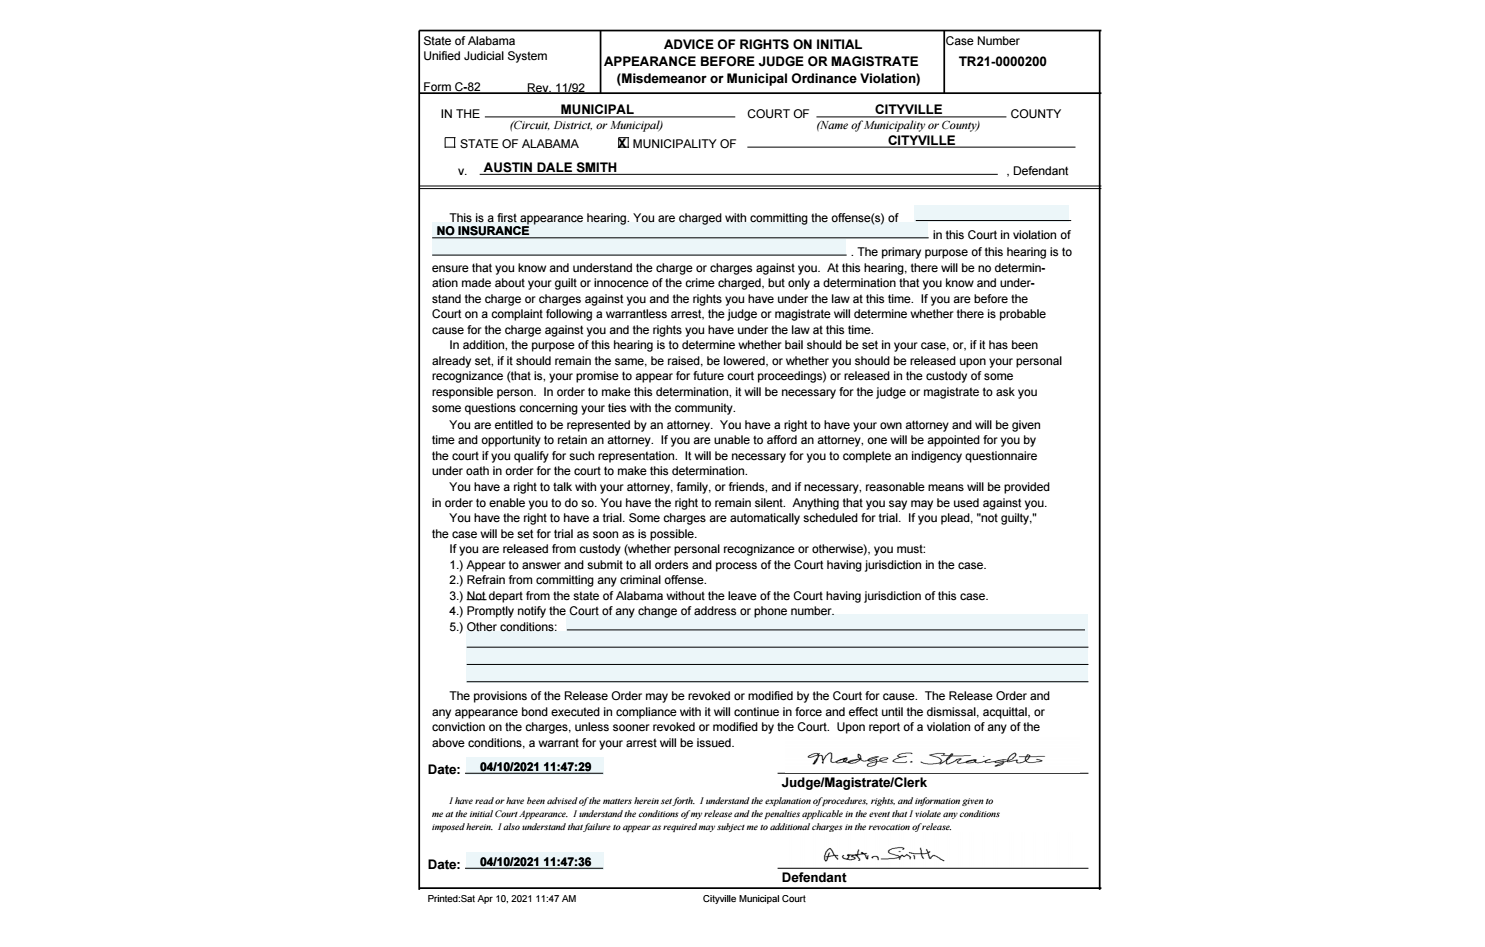 State of Alabama
Unified Judicial System
Form C-82 Rev. 11/92
ADVICE OF RIGHTS ON INITIAL
APPEARANCE BEFORE JUDGE OR MAGISTRATE
(Misdemeanor or Municipal Ordinance Violation)
Case Number
TR21-0000200
IN THE MUNICIPAL COURT OF CITYVILLE COUNTY
(Circuit, District, or Municipal) (Name of Municipality or County)
STATE OF ALABAMA X MUNICIPALITY OF CITYVILLE
v. AUSTIN DALE SMITH , Defendant
This is a first appearance hearing. You are charged with committing the offense(s) of
NO INSURANCE in this Court in violation of
. The primary purpose of this hearing is to
ensure that you know and understand the charge or charges against you. At this hearing, there will be no determin-
ation made about your guilt or innocence of the crime charged, but only a determination that you know and under-
stand the charge or charges against you and the rights you have under the law at this time. If you are before the
Court on a complaint following a warrantless arrest, the judge or magistrate will determine whether there is probable
cause for the charge against you and the rights you have under the law at this time.
In addition, the purpose of this hearing is to determine whether bail should be set in your case, or, if it has been
already set, if it should remain the same, be raised, be lowered, or whether you should be released upon your personal
recognizance (that is, your promise to appear for future court proceedings) or released in the custody of some
responsible person. In order to make this determination, it will be necessary for the judge or magistrate to ask you
some questions concerning your ties with the community.
You are entitled to be represented by an attorney. You have a right to have your own attorney and will be given
time and opportunity to retain an attorney. If you are unable to afford an attorney, one will be appointed for you by
the court if you qualify for such representation. It will be necessary for you to complete an indigency questionnaire
under oath in order for the court to make this determination.
You have a right to talk with your attorney, family, or friends, and if necessary, reasonable means will be provided
in order to enable you to do so. You have the right to remain silent. Anything that you say may be used against you.
You have the right to have a trial. Some charges are automatically scheduled for trial. If you plead, "not guilty,"
the case will be set for trial as soon as is possible.
If you are released from custody (whether personal recognizance or otherwise), you must:
1.) Appear to answer and submit to all orders and process of the Court having jurisdiction in the case.
2.) Refrain from committing any criminal offense.
3.) Not depart from the state of Alabama without the leave of the Court having jurisdiction of this case.
4.) Promptly notify the Court of any change of address or phone number.
5.) Other conditions:
The provisions of the Release Order may be revoked or modified by the Court for cause. The Release Order and
any appearance bond executed in compliance with it will continue in force and effect until the dismissal, acquittal, or
conviction on the charges, unless sooner revoked or modified by the Court. Upon report of a violation of any of the
above conditions, a warrant for your arrest will be issued.
Madge E. Straight
Date: 04/10/2021 11:47:29
Judge/Magistrate/Clerk
I have read or have been advised of the matters herein set forth. I understand the explanation of procedures, rights, and information given to
me at the initial Court Appearance. I understand the conditions of my release and the penalties applicable in the event that I violate any conditions
imposed herein. I also understand that failure to appear as required may subject me to additional charges in the revocation of release.
Austin Smith
Date: 04/10/2021 11:47:36
Defendant
Printed:Sat Apr 10, 2021 11:47 AM Cityville Municipal Court